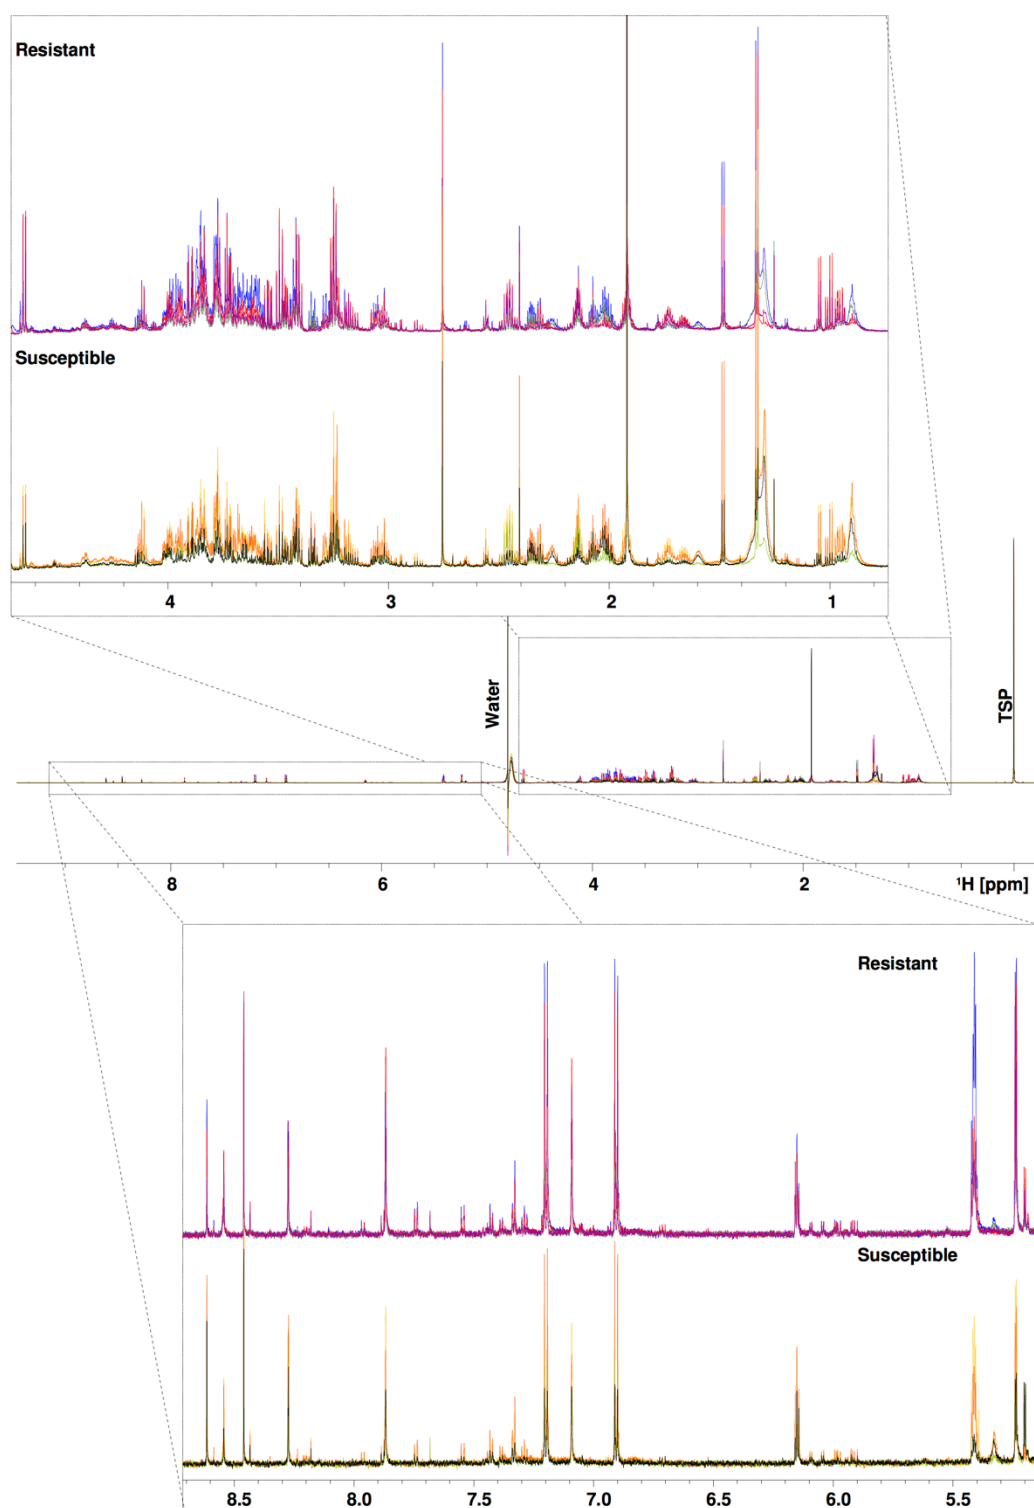 Resistant
Susceptible
4 3 2 1
Water
TSP
8 6 4 2 ¹H [ppm]
Resistant
Susceptible
8.5 8.0 7.5 7.0 6.5 6.0 5.5